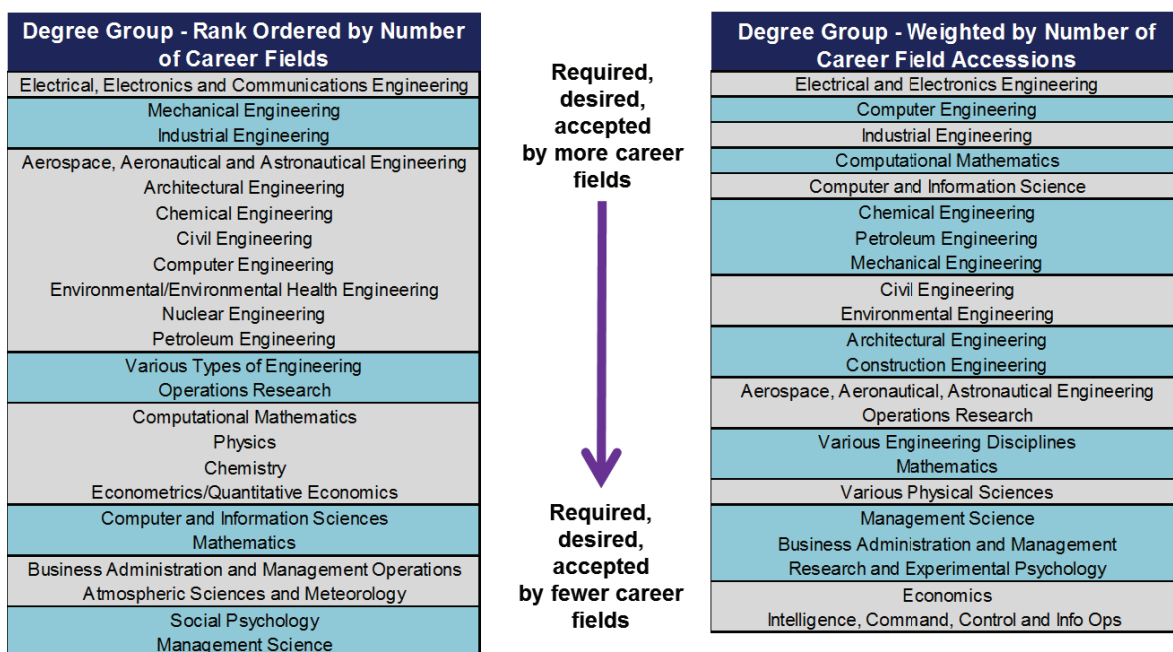 Degree Group - Rank Ordered by Number
of Career Fields
Electrical, Electronics and Communications Engineering
Mechanical Engineering
Industrial Engineering
Aerospace, Aeronautical and Astronautical Engineering
Architectural Engineering
Chemical Engineering
Civil Engineering
Computer Engineering
Environmental/Environmental Health Engineering
Nuclear Engineering
Petroleum Engineering
Various Types of Engineering
Operations Research
Computational Mathematics
Physics
Chemistry
Econometrics/Quantitative Economics
Computer and Information Sciences
Mathematics
Business Administration and Management Operations
Atmospheric Sciences and Meteorology
Social Psychology
Management Science
Required,
desired,
accepted
by more career
fields
Required,
desired,
accepted
by fewer career
fields
Degree Group - Weighted by Number of
Career Field Accessions
Electrical and Electronics Engineering
Computer Engineering
Industrial Engineering
Computational Mathematics
Computer and Information Science
Chemical Engineering
Petroleum Engineering
Mechanical Engineering
Civil Engineering
Environmental Engineering
Architectural Engineering
Construction Engineering
Aerospace, Aeronautical, Astronautical Engineering
Operations Research
Various Engineering Disciplines
Mathematics
Various Physical Sciences
Management Science
Business Administration and Management
Research and Experimental Psychology
Economics
Intelligence, Command, Control and Info Ops